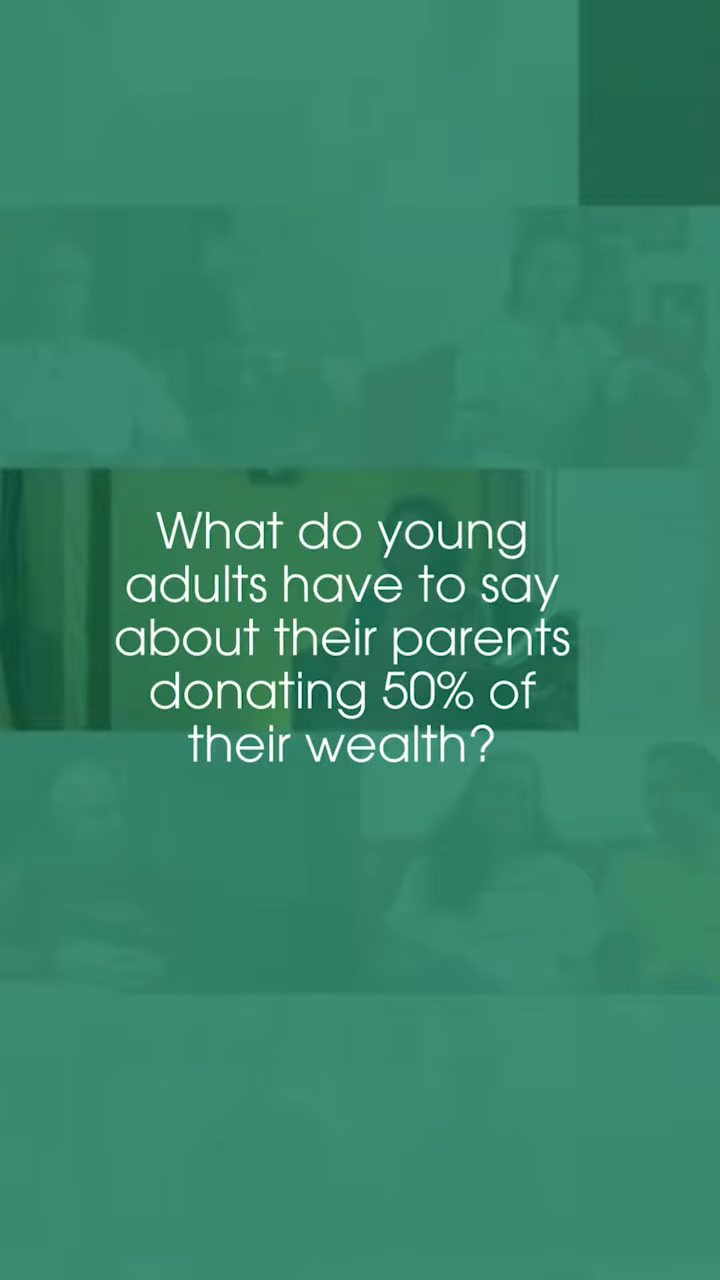 What do young
adults have to say
about their parents
donating 50% of
their wealth?